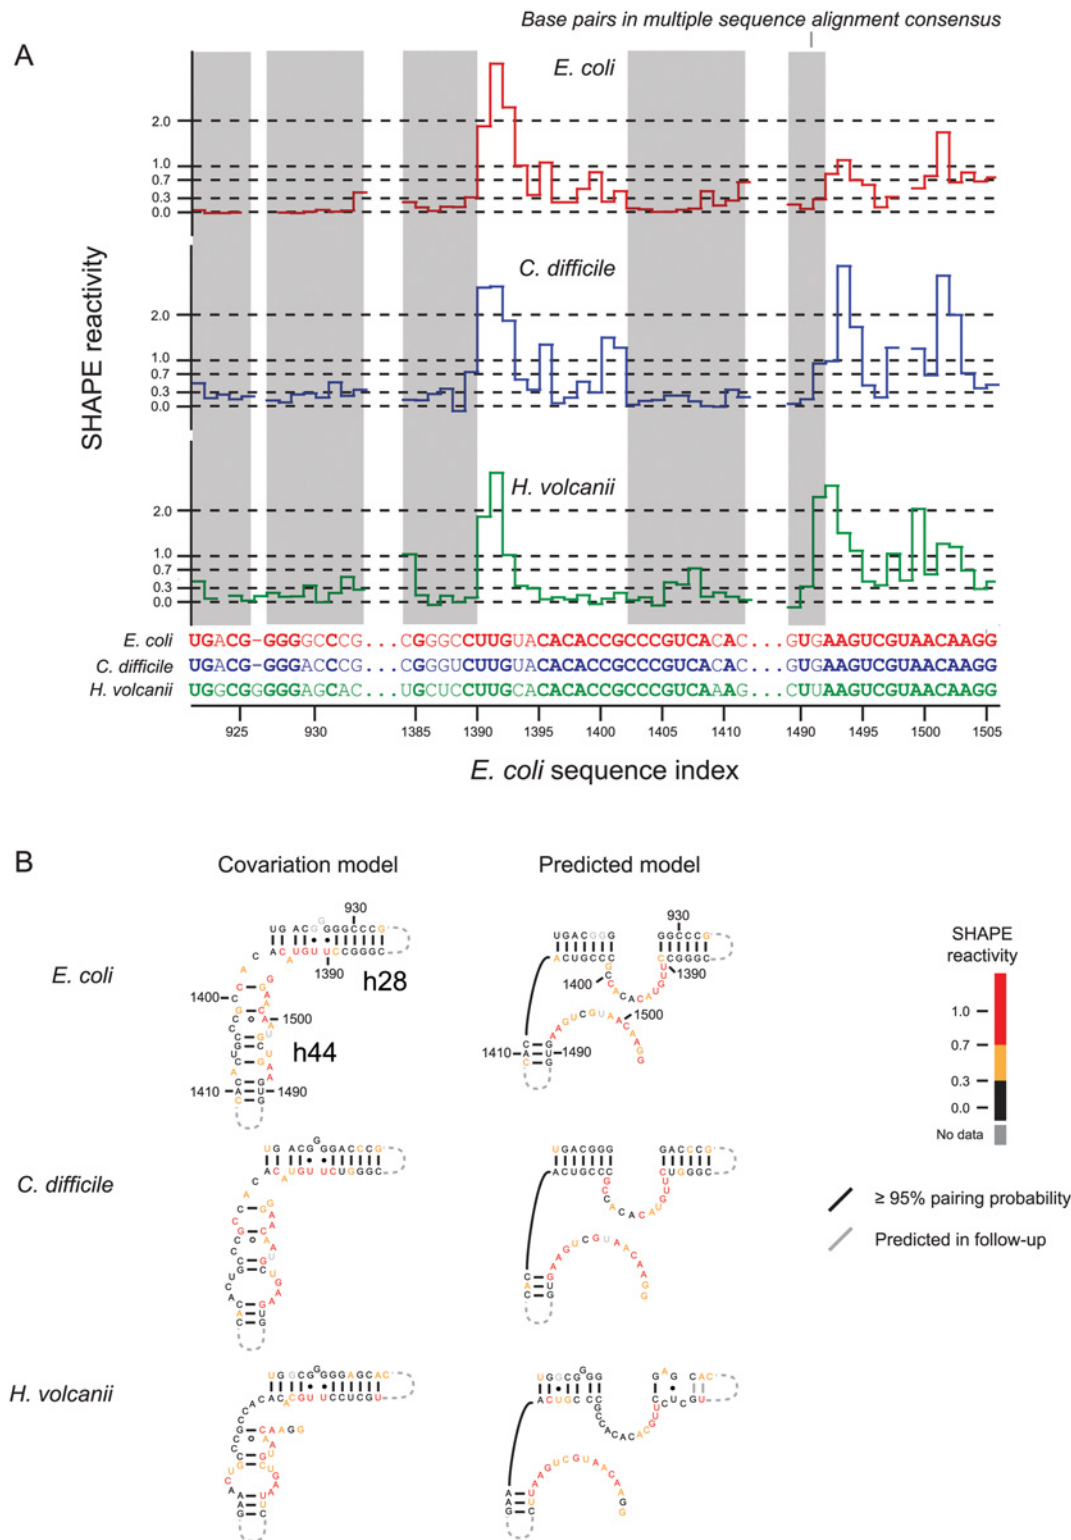 Base pairs in multiple sequence alignment consensus
A
E. coli
2.0
1.0
0.7
0.3
0.0
C. difficile
SHAPE reactivity
2.0
1.0
0.7
0.3
0.0
H. volcanii
2.0
1.0
0.7
0.3
0.0
E. coli UGACG-GGGGCCCG...CGGGCCUUGUACACACCGCCCGUCACAC...GUGAAGUCGUAACAAGG
C. difficile UGACG-GGGACCCG...CGGGUCUUGUACACACCGCCCGUCACAC...GUGAAGUCGUAACAAGG
H. volcanii UGGCGGGGGAGCAC...UGCUCCUUGCACACACCGCCCGUCAAAG...CUUAAGUCGUAACAAGG
925 930 1385 1390 1395 1400 1405 1410 1490 1495 1500 1505
E. coli sequence index
B
Covariation model Predicted model
E. coli
930
1390
h28
1400
1500
h44
1410 1490
930
1400 1390
1500
1410 1490
SHAPE reactivity
1.0
0.7
0.3
0.0
No data
C. difficile
≥ 95% pairing probability
Predicted in follow-up
H. volcanii